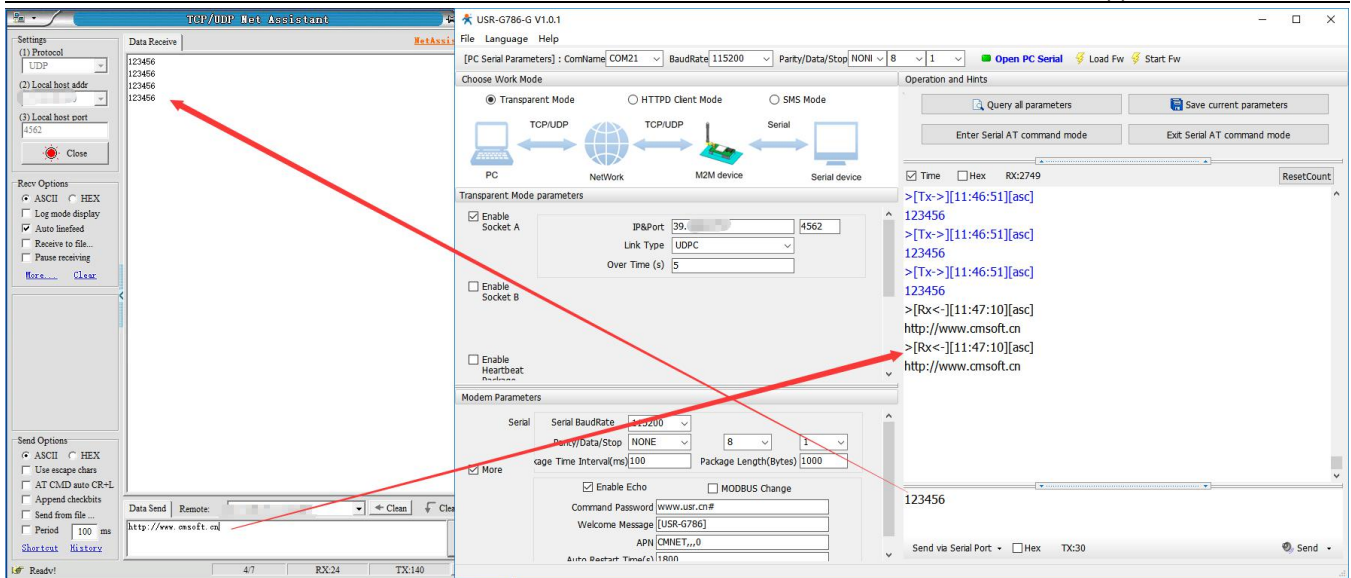 TCP/UDP Net Assistant
Settings
(1) Protocol
UDP
(2) Local host addr
(3) Local host port
4562
Close
Recv Options
ASCII HEX
Log mode display
Auto linefeed
Receive to file...
Pause receiving
More... Clear
Send Options
ASCII HEX
Use escape chars
AT CMD auto CR+L
Append checkbits
Send from file ...
Period 100 ms
Shortcut History
Ready!
Data Receive
123456
123456
123456
123456
Data Send Remote: Clean
http://www.cmsoft.cn
4/7 RX:24 TX:140
USR-G786-G V1.0.1
File Language Help
[PC Serial Parameters] : ComName COM21 BaudRate 115200 Parity/Data/Stop NONI 8 1 Open PC Serial Load Fw Start Fw
Choose Work Mode
Transparent Mode HTTPD Client Mode SMS Mode
TCP/UDP TCP/UDP Serial
PC NetWork M2M device Serial device
Transparent Mode parameters
Enable
Socket A
IP&Port 39. 4562
Link Type UDPC
Over Time (s) 5
Enable
Socket B
Enable
Heartbeat
Modem Parameters
Serial Serial BaudRate 115200
Parity/Data/Stop NONE 8 1
kage Time Interval(ms) 100 Package Length(Bytes) 1000
More
Enable Echo MODBUS Change
Command Password www.usr.cn#
Welcome Message [USR-G786]
APN CMNET,,,0
Auto Restart Time(s) 1800
Operation and Hints
Query all parameters Save current parameters
Enter Serial AT command mode Exit Serial AT command mode
Time Hex RX:2749 ResetCount
>[Tx->][11:46:51][asc]
123456
>[Tx->][11:46:51][asc]
123456
>[Tx->][11:46:51][asc]
123456
>[Rx<-][11:47:10][asc]
http://www.cmsoft.cn
>[Rx<-][11:47:10][asc]
http://www.cmsoft.cn
123456
Send via Serial Port Hex TX:30 Send